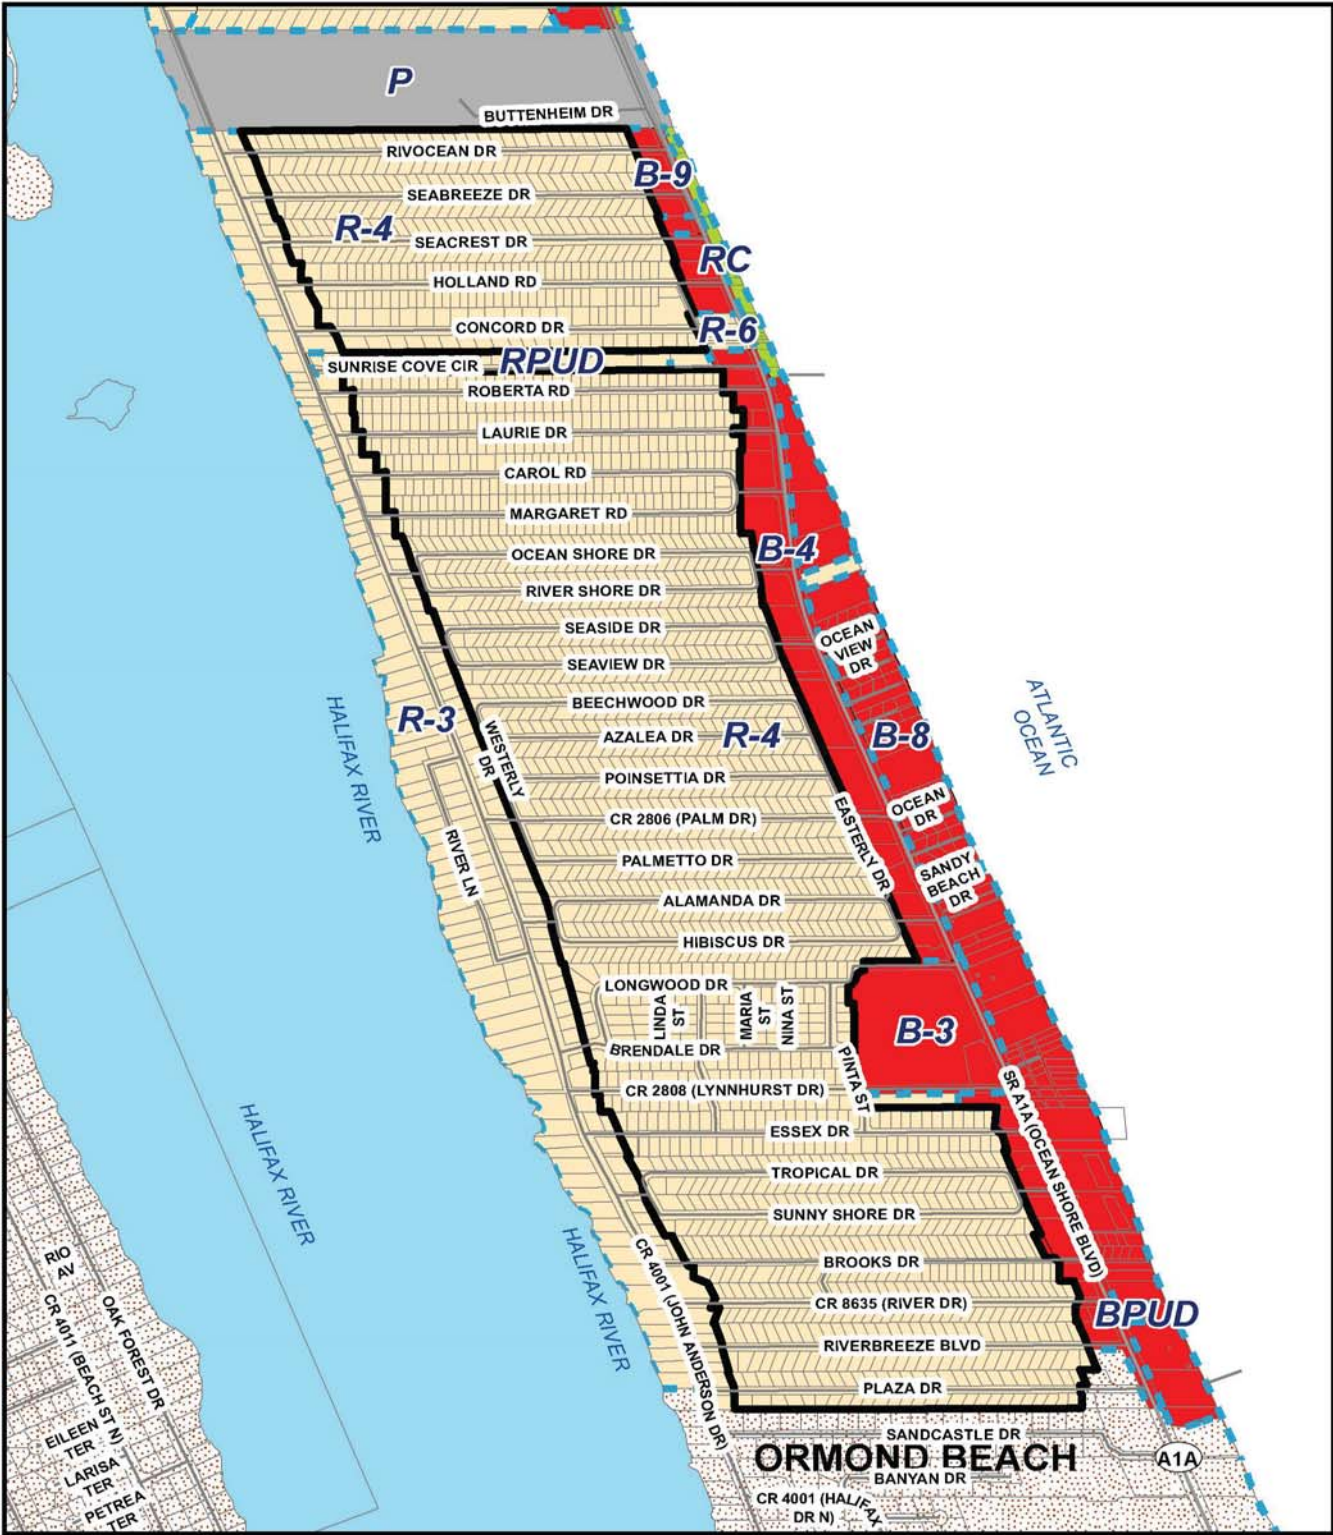 P
BUTTENHEIM DR
RIVOCEAN DR
B-9
SEABREEZE DR
R-4
SEACREST DR
RC
HOLLAND RD
CONCORD DR
R-6
SUNRISE COVE CIR
RPUD
ROBERTA RD
LAURIE DR
CAROL RD
MARGARET RD
OCEAN SHORE DR
B-4
RIVER SHORE DR
SEASIDE DR
OCEAN
VIEW
DR
SEAVIEW DR
BEECHWOOD DR
R-3
WESTERLY
DR
AZALEA DR
R-4
B-8
ATLANTIC
OCEAN
HALIFAX RIVER
POINSETTIA DR
CR 2806 (PALM DR)
EASTERLY DR
OCEAN
DR
RIVER LN
PALMETTO DR
SANDY
BEACH
DR
ALAMANDA DR
HIBISCUS DR
LONGWOOD DR
LINDA
ST
MARIA
ST
NINA ST
B-3
BRENDALE DR
PINTA ST
CR 2808 (LYNNHURST DR)
SR A1A (OCEAN SHORE BLVD)
ESSEX DR
HALIFAX RIVER
TROPICAL DR
SUNNY SHORE DR
HALIFAX RIVER
CR 4001 (JOHN ANDERSON DR)
BROOKS DR
RIO
AV
OAK FOREST DR
CR 4011 (BEACH ST N)
CR 8635 (RIVER DR)
BPUD
RIVERBREEZE BLVD
PLAZA DR
EILEEN
TER
LARISA
TER
PETREA
TER
SANDCASTLE DR
ORMOND BEACH
A1A
BANYAN DR
CR 4001 (HALIFAX
DR N)